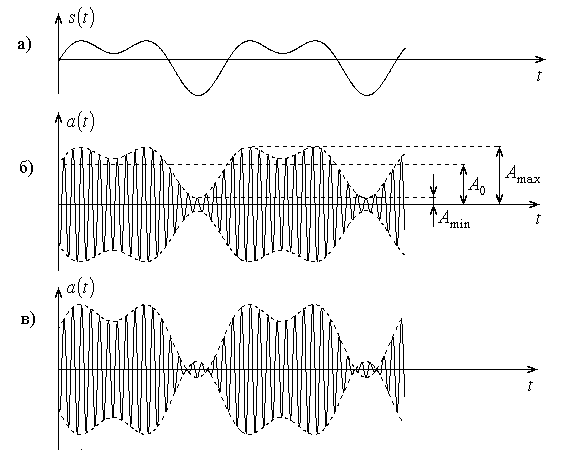 s(t)
а)
t
a(t)
б)
A₀
Amax
Amin
t
a(t)
в)
t